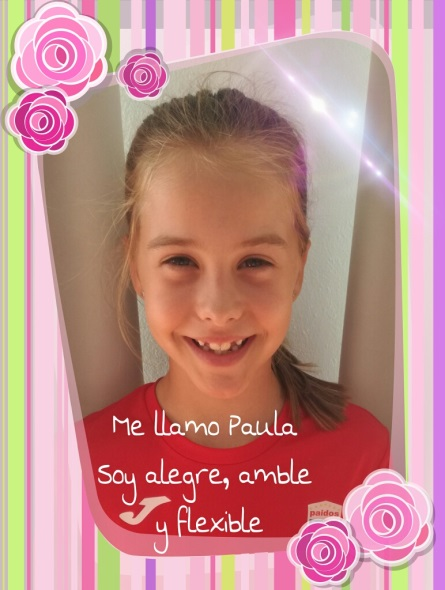 Me llamo Paula
Soy alegre, amble
y flexible
paidos